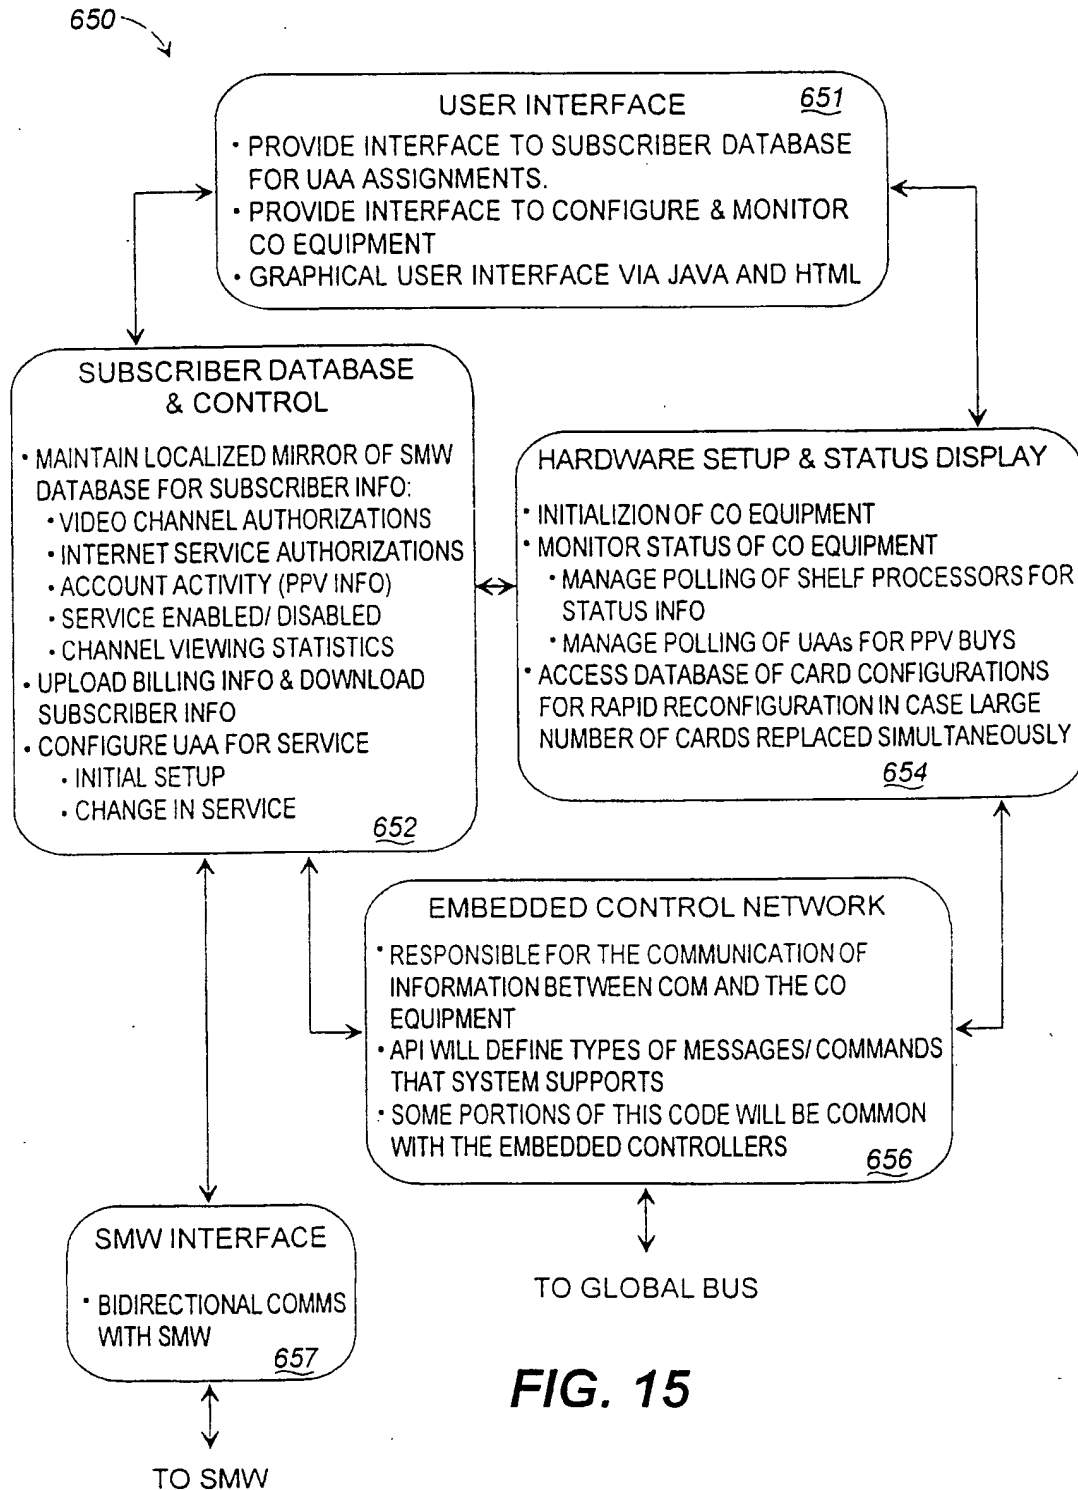 650
USER INTERFACE 651
• PROVIDE INTERFACE TO SUBSCRIBER DATABASE
FOR UAA ASSIGNMENTS.
• PROVIDE INTERFACE TO CONFIGURE & MONITOR
CO EQUIPMENT
• GRAPHICAL USER INTERFACE VIA JAVA AND HTML
SUBSCRIBER DATABASE
& CONTROL
• MAINTAIN LOCALIZED MIRROR OF SMW
DATABASE FOR SUBSCRIBER INFO:
• VIDEO CHANNEL AUTHORIZATIONS
• INTERNET SERVICE AUTHORIZATIONS
• ACCOUNT ACTIVITY (PPV INFO)
• SERVICE ENABLED/ DISABLED
• CHANNEL VIEWING STATISTICS
• UPLOAD BILLING INFO & DOWNLOAD
SUBSCRIBER INFO
• CONFIGURE UAA FOR SERVICE
• INITIAL SETUP
• CHANGE IN SERVICE
652
HARDWARE SETUP & STATUS DISPLAY
• INITIALIZION OF CO EQUIPMENT
• MONITOR STATUS OF CO EQUIPMENT
• MANAGE POLLING OF SHELF PROCESSORS FOR
STATUS INFO
• MANAGE POLLING OF UAAs FOR PPV BUYS
• ACCESS DATABASE OF CARD CONFIGURATIONS
FOR RAPID RECONFIGURATION IN CASE LARGE
NUMBER OF CARDS REPLACED SIMULTANEOUSLY
654
EMBEDDED CONTROL NETWORK
• RESPONSIBLE FOR THE COMMUNICATION OF
INFORMATION BETWEEN COM AND THE CO
EQUIPMENT
• API WILL DEFINE TYPES OF MESSAGES/ COMMANDS
THAT SYSTEM SUPPORTS
• SOME PORTIONS OF THIS CODE WILL BE COMMON
WITH THE EMBEDDED CONTROLLERS
656
SMW INTERFACE
• BIDIRECTIONAL COMMS
WITH SMW
657
TO GLOBAL BUS
FIG. 15
TO SMW